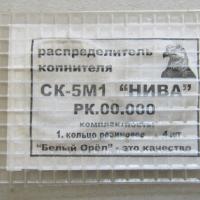 распределитель
копнителя
СК-5М1 "НИВА"
РК.00.000
комплектность:
1. кольцо резиновое - 4 шт
"Белый Орёл" - это качество